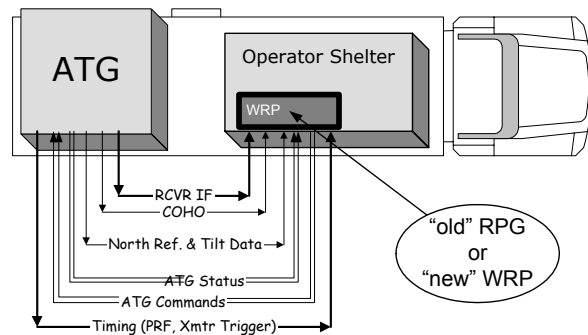 ATG
Operator Shelter
WRP
RCVR IF
COHO
North Ref. & Tilt Data
ATG Status
ATG Commands
Timing (PRF, Xmtr Trigger)
“old” RPG
or
“new” WRP